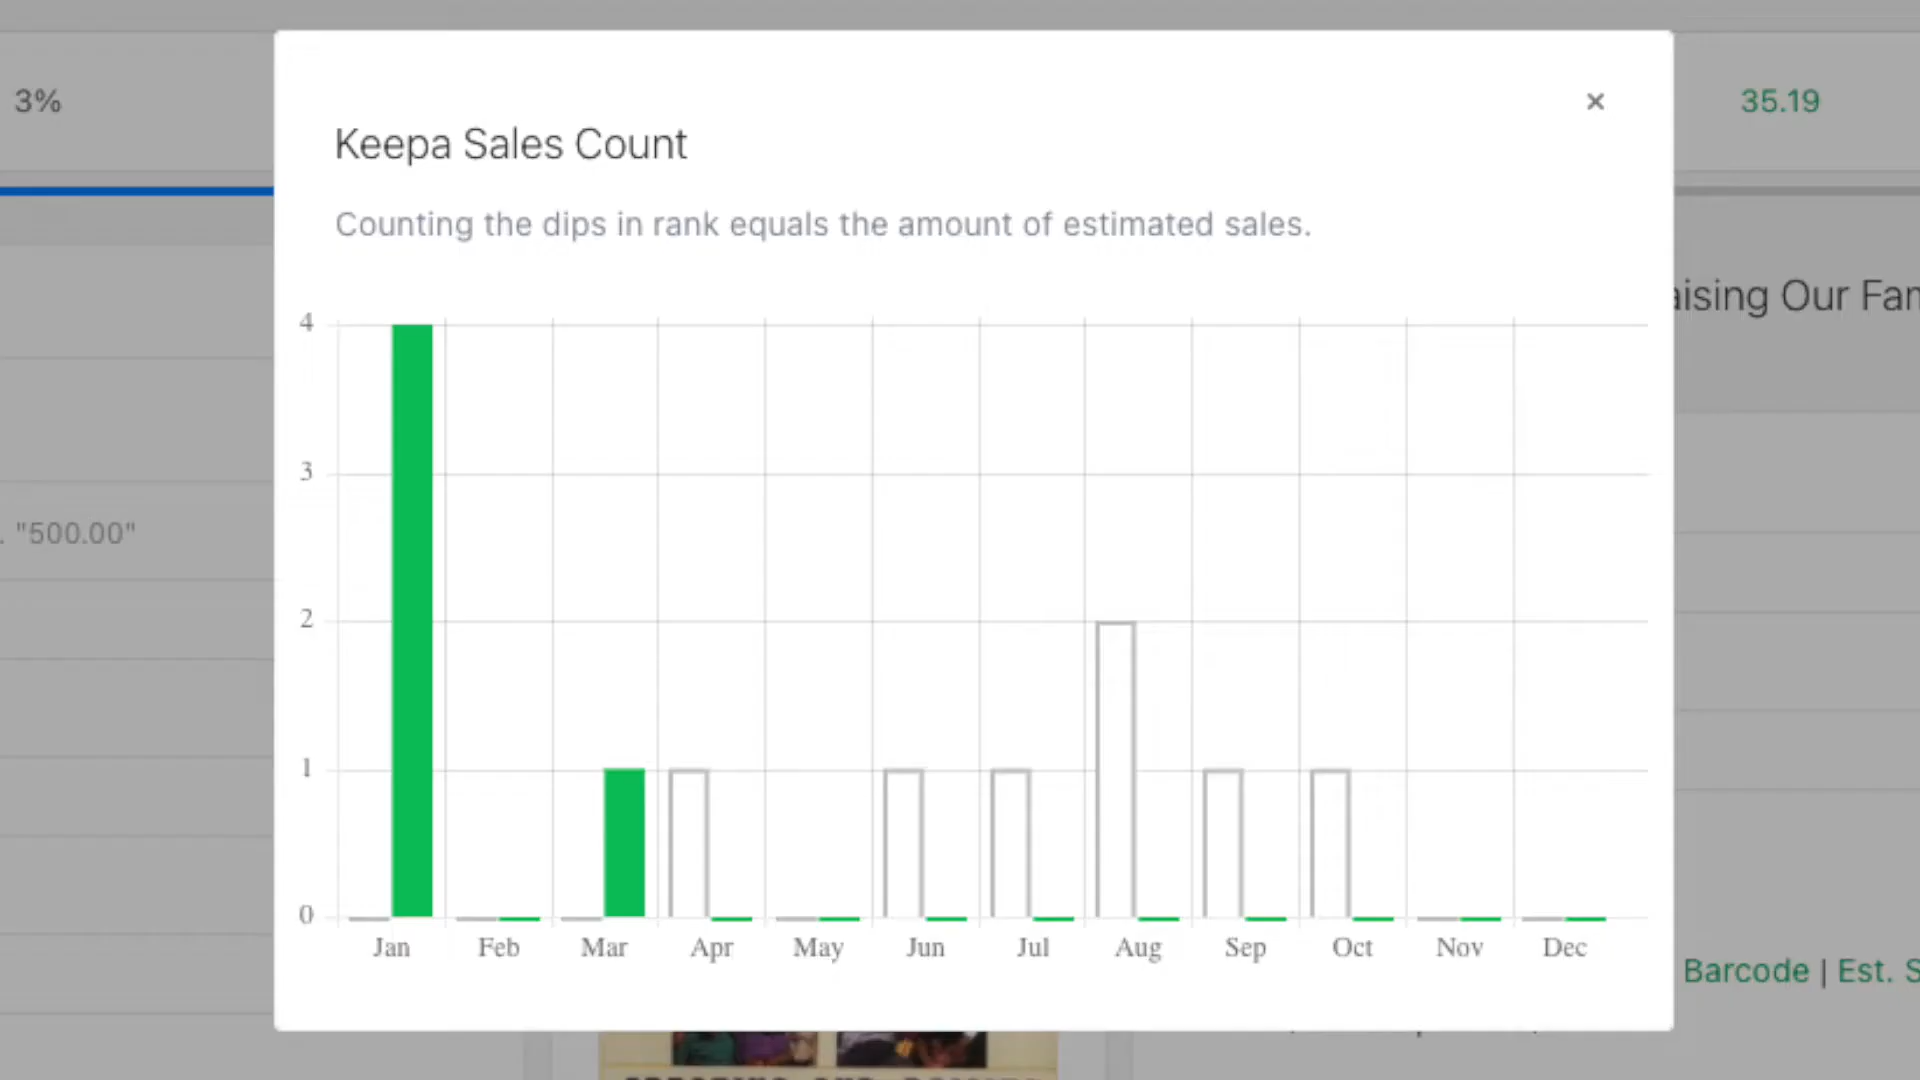 3%
35.19
Keepa Sales Count
Counting the dips in rank equals the amount of estimated sales.
aising Our Fam
4
3
. "500.00"
2
1
0
Jan Feb Mar Apr May Jun Jul Aug Sep Oct Nov Dec
Barcode | Est. S